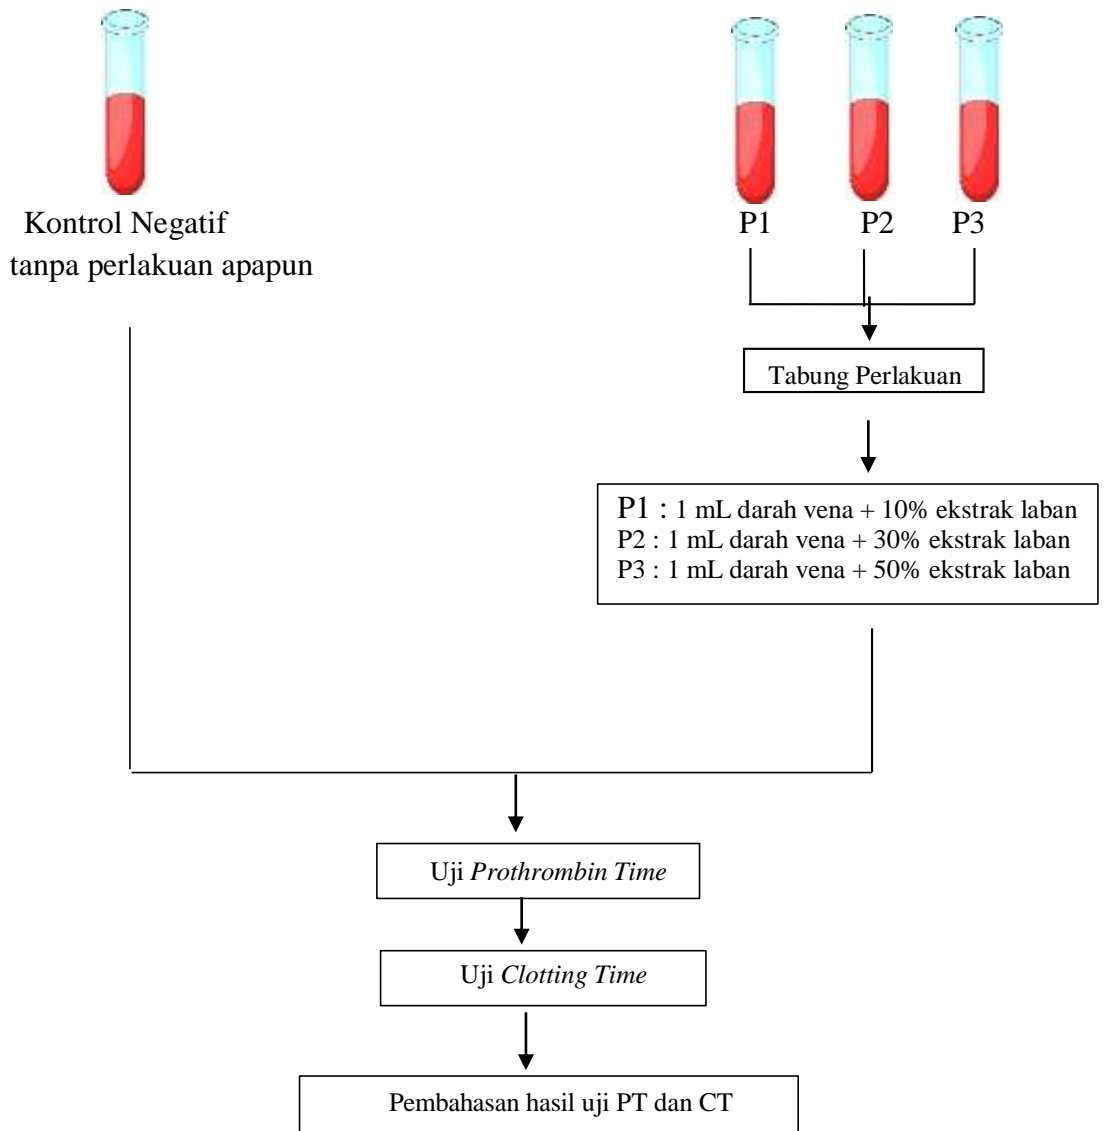 Kontrol Negatif
tanpa perlakuan apapun
P1 P2 P3
Tabung Perlakuan
P1 : 1 mL darah vena + 10% ekstrak laban
P2 : 1 mL darah vena + 30% ekstrak laban
P3 : 1 mL darah vena + 50% ekstrak laban
Uji Prothrombin Time
Uji Clotting Time
Pembahasan hasil uji PT dan CT